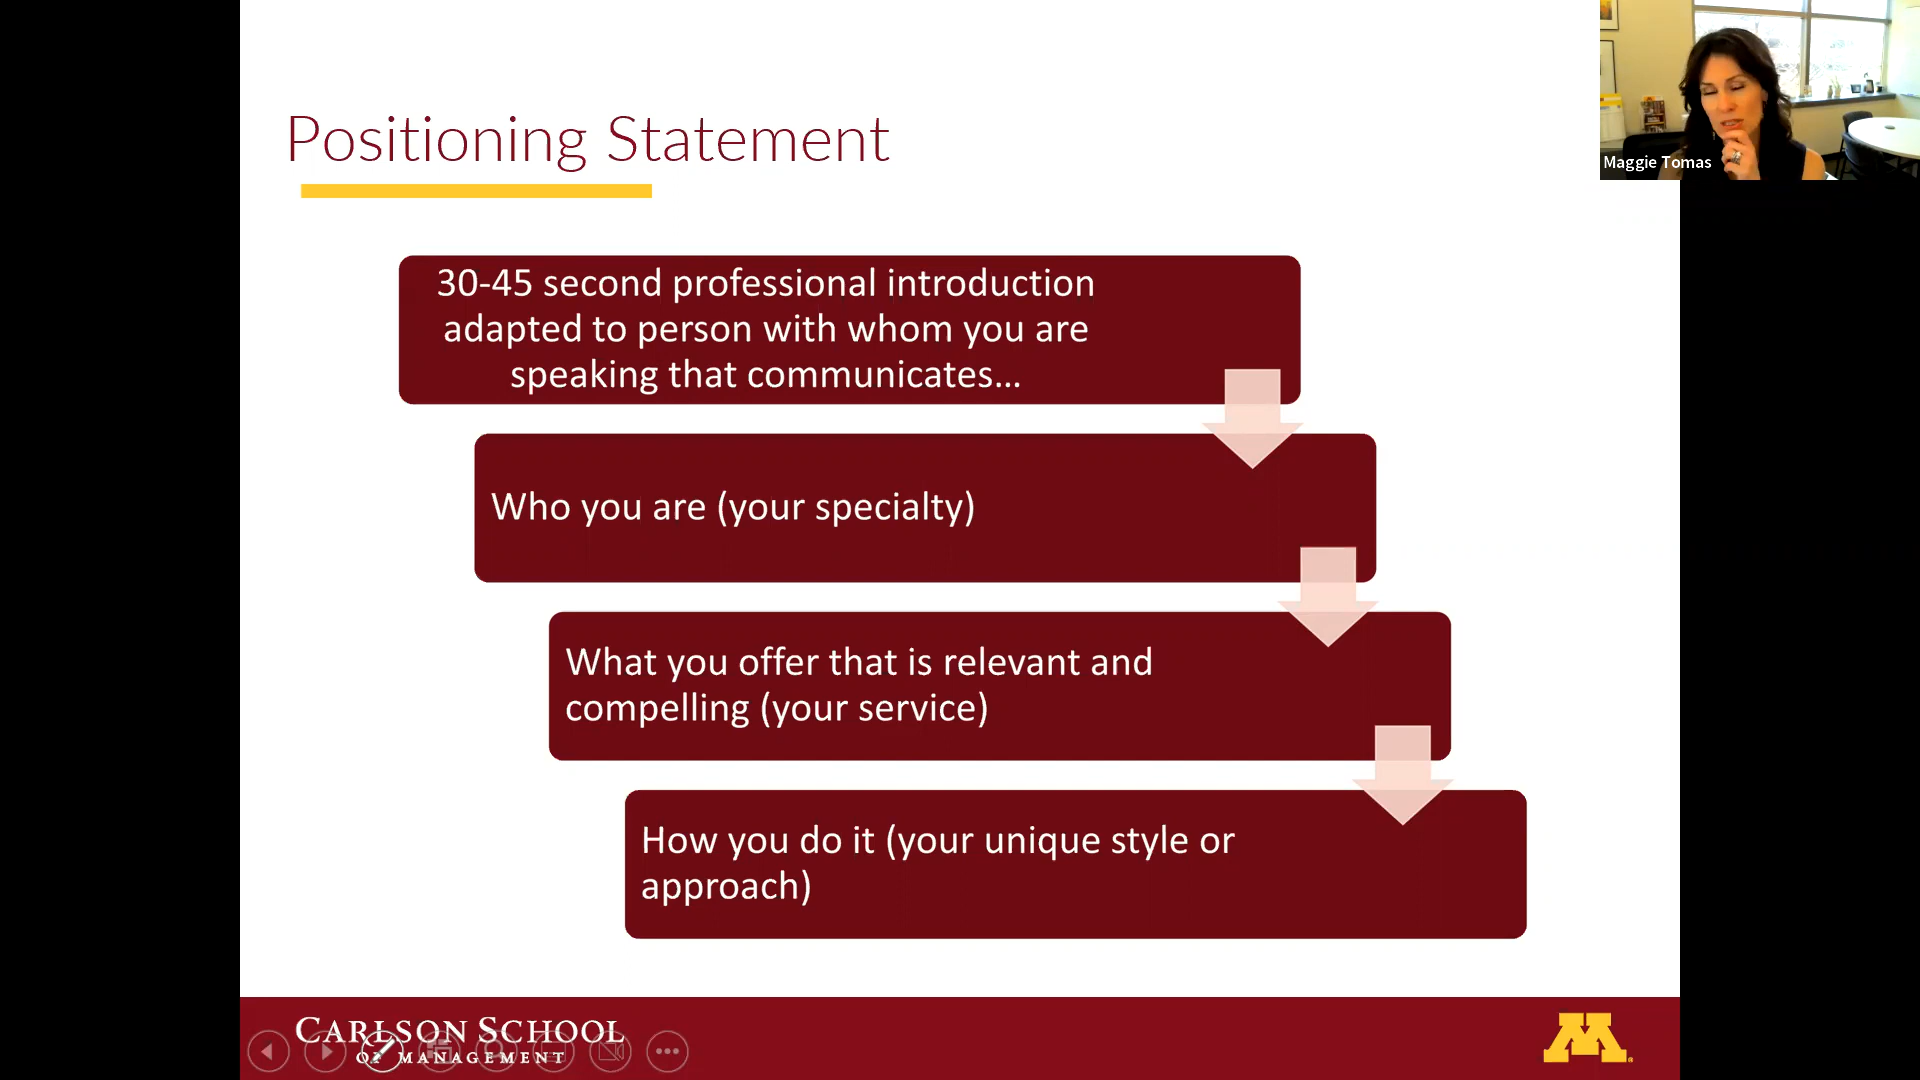 Positioning Statement
Maggie Tomas
30-45 second professional introduction
adapted to person with whom you are
speaking that communicates...
Who you are (your specialty)
What you offer that is relevant and
compelling (your service)
How you do it (your unique style or
approach)
CARLSON SCHOOL
OF MANAGEMENT
M